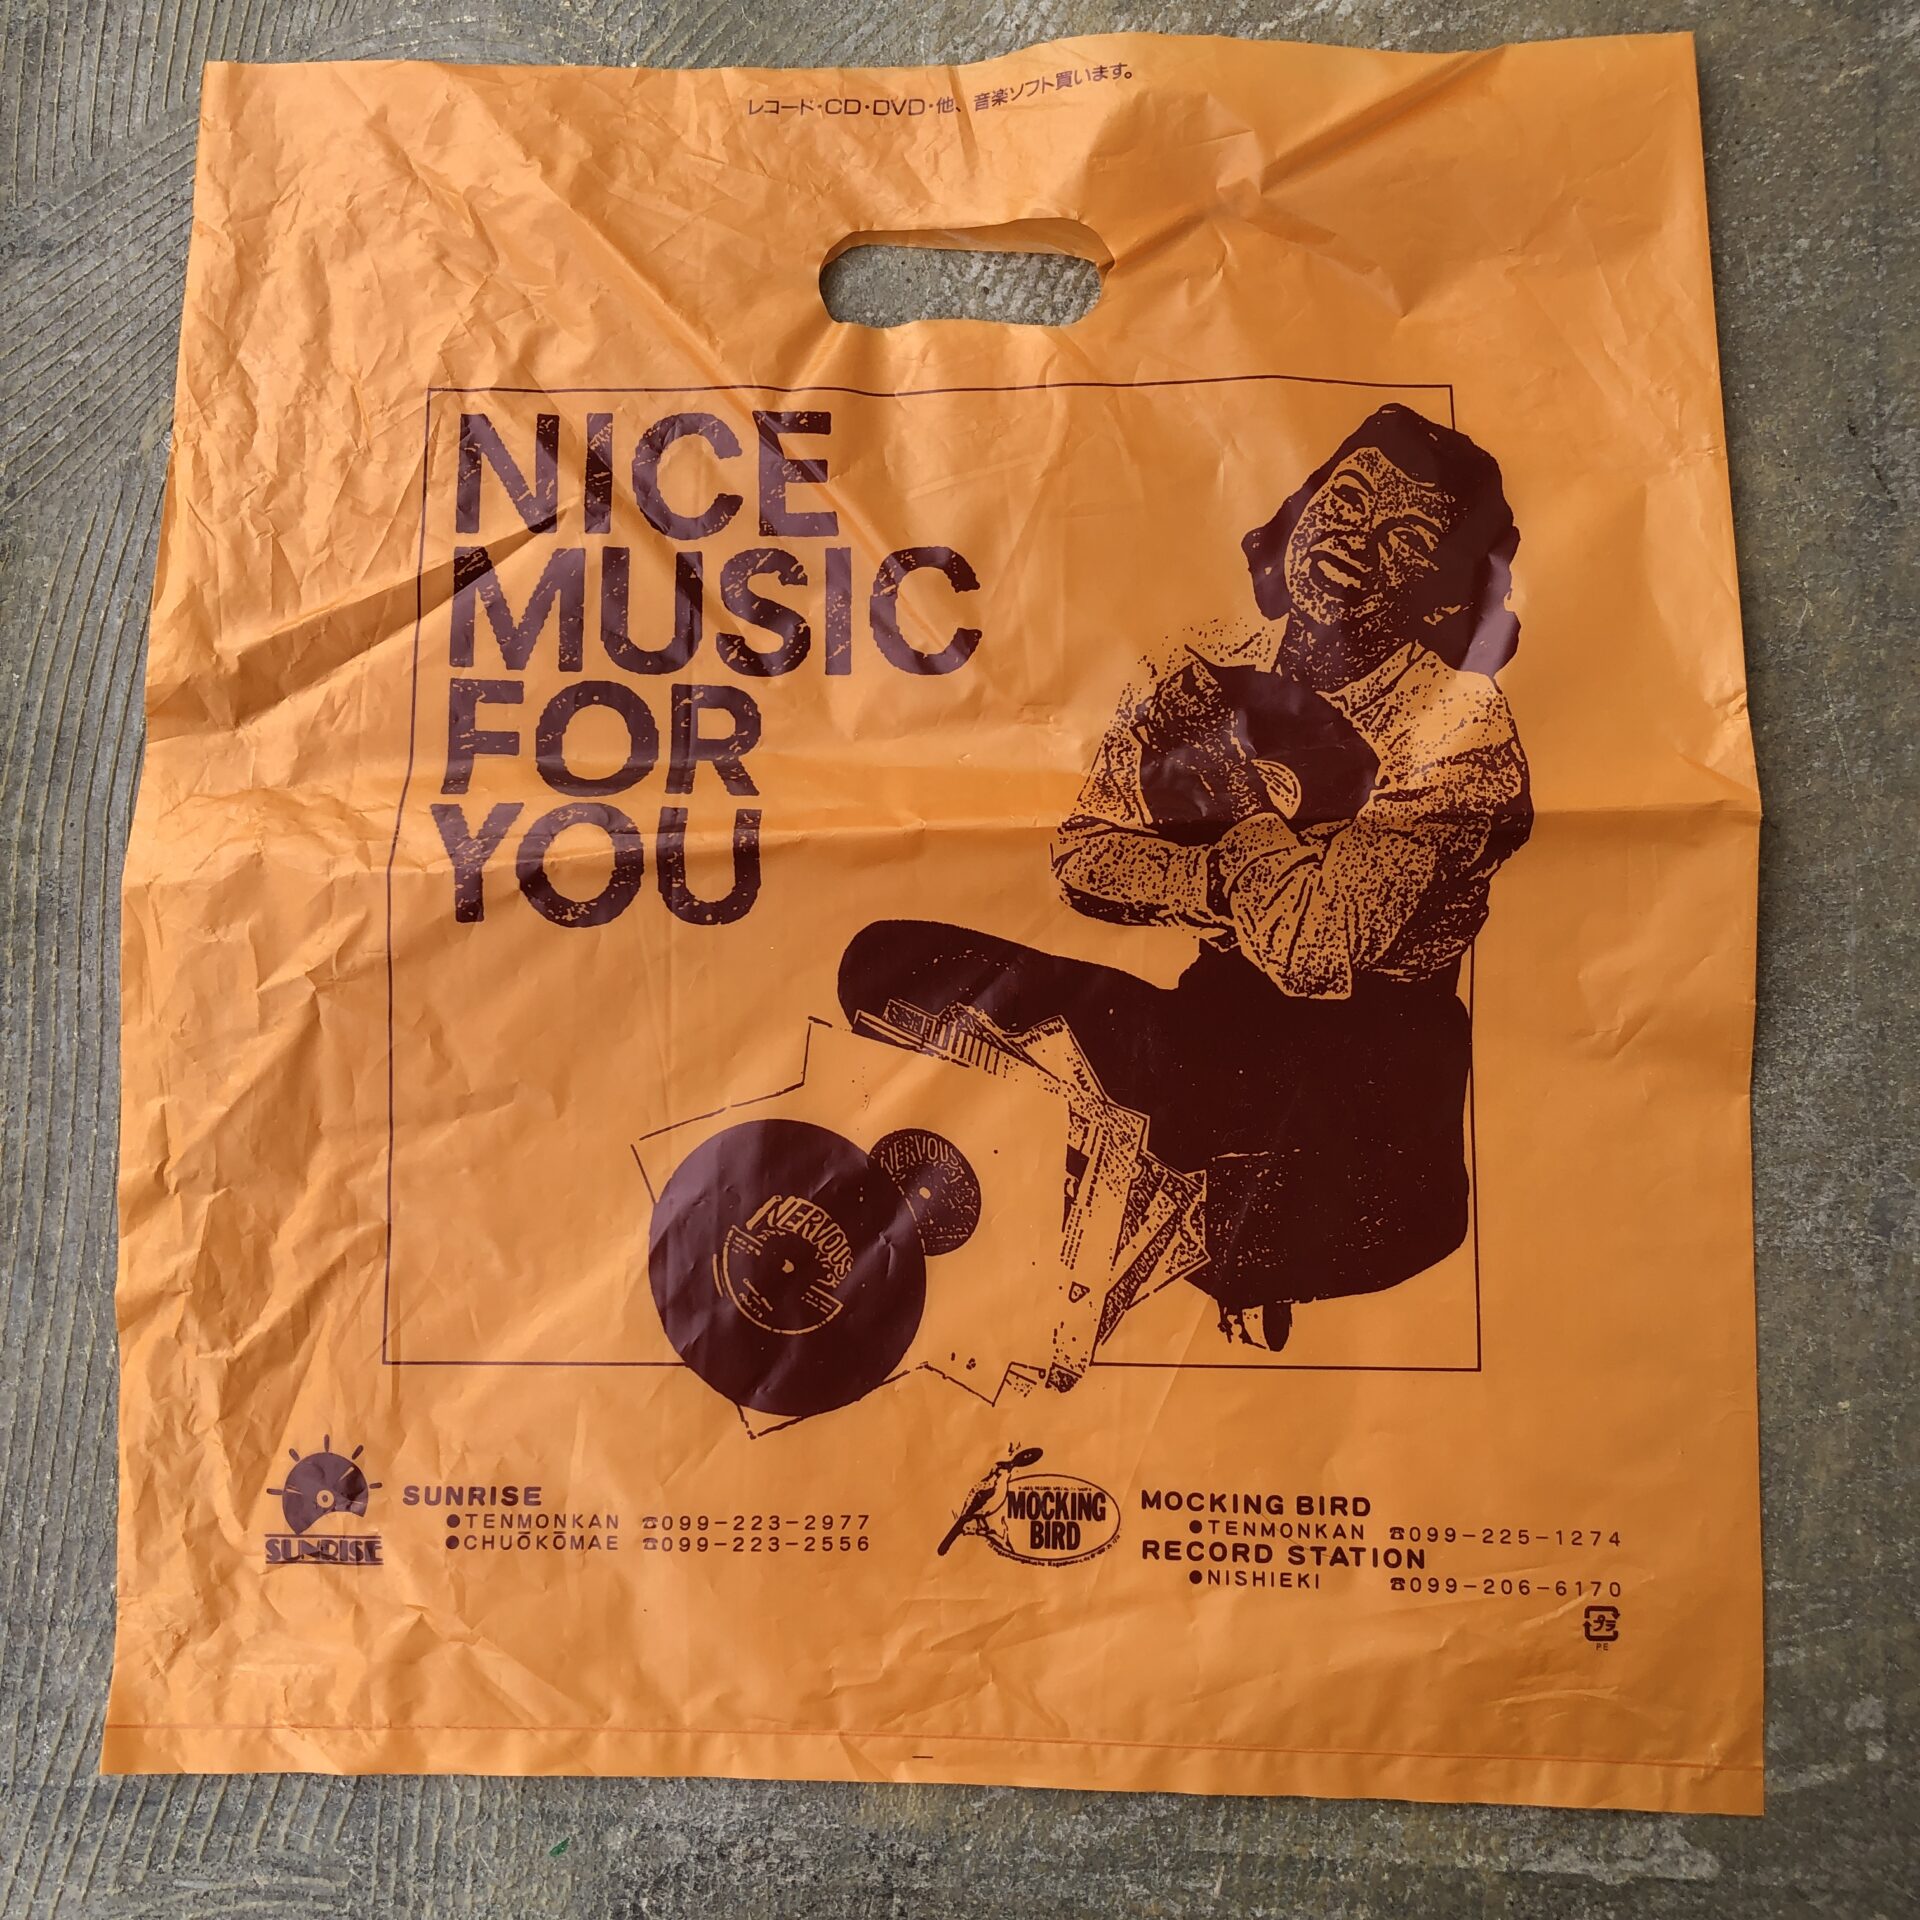 レコード・CD・DVD・他、音楽ソフト買います。
NICE
MUSIC
FOR
YOU
NERVOUS
NERVOUS
SUNRISE
SUNRISE
●TENMONKAN ☎099-223-2977
●CHUŌKŌMAE ☎099-223-2556
MOCKING
BIRD
MOCKING BIRD
●TENMONKAN ☎099-225-1274
RECORD STATION
●NISHIEKI ☎099-206-6170
プラ
PE